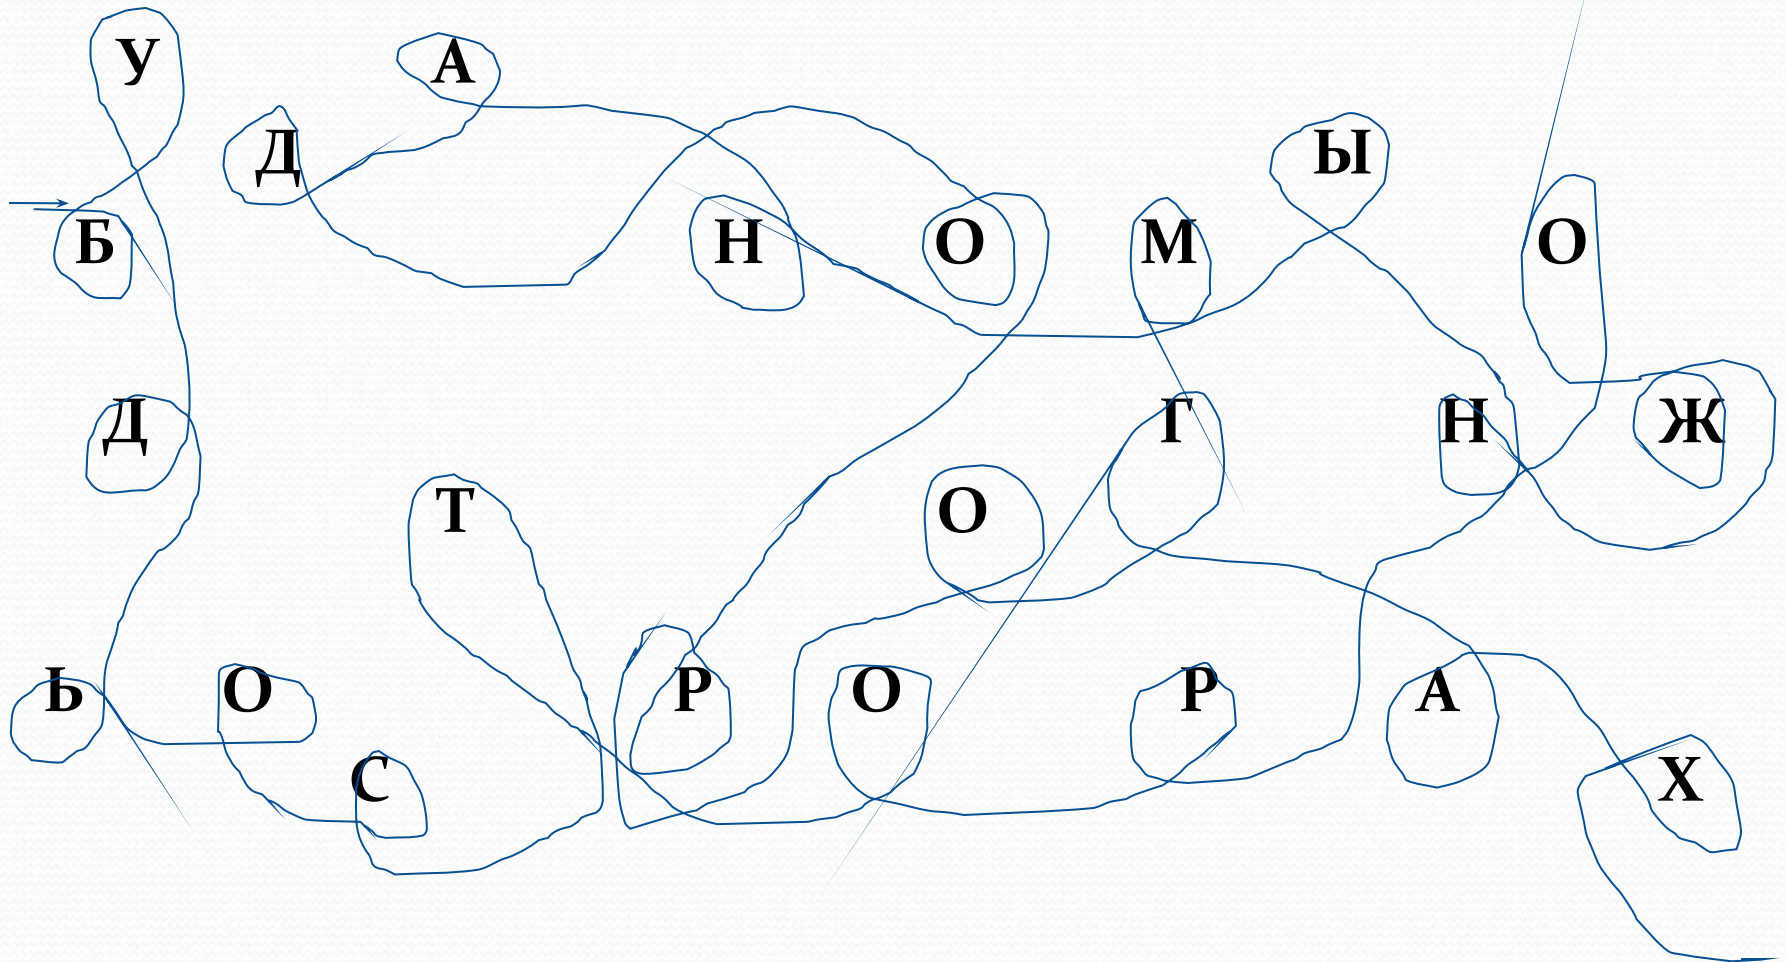 У А
Д Ы
Б Н О М О
Д Г Н Ж
Т О
Ь О Р О Р А
С Х